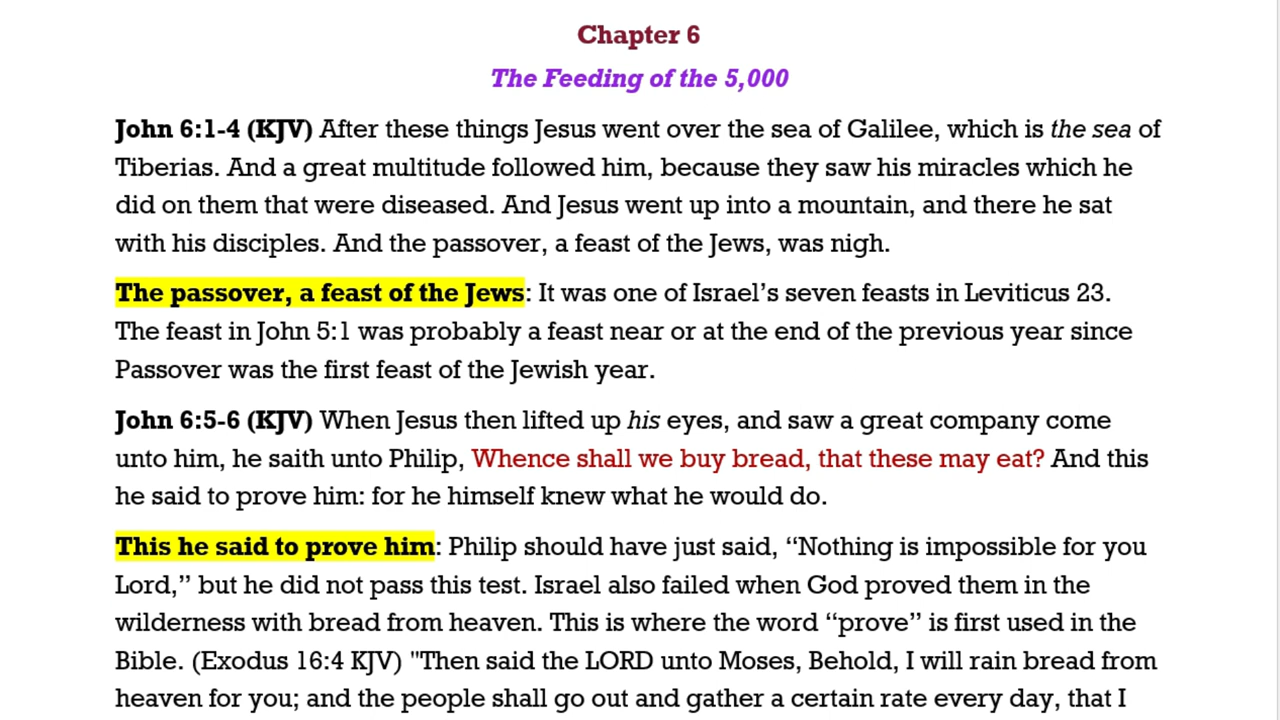 Chapter 6
The Feeding of the 5,000
John 6:1-4 (KJV) After these things Jesus went over the sea of Galilee, which is the sea of
Tiberias. And a great multitude followed him, because they saw his miracles which he
did on them that were diseased. And Jesus went up into a mountain, and there he sat
with his disciples. And the passover, a feast of the Jews, was nigh.
The passover, a feast of the Jews: It was one of Israel’s seven feasts in Leviticus 23.
The feast in John 5:1 was probably a feast near or at the end of the previous year since
Passover was the first feast of the Jewish year.
John 6:5-6 (KJV) When Jesus then lifted up his eyes, and saw a great company come
unto him, he saith unto Philip, Whence shall we buy bread, that these may eat? And this
he said to prove him: for he himself knew what he would do.
This he said to prove him: Philip should have just said, “Nothing is impossible for you
Lord,” but he did not pass this test. Israel also failed when God proved them in the
wilderness with bread from heaven. This is where the word “prove” is first used in the
Bible. (Exodus 16:4 KJV) "Then said the LORD unto Moses, Behold, I will rain bread from
heaven for you; and the people shall go out and gather a certain rate every day, that I